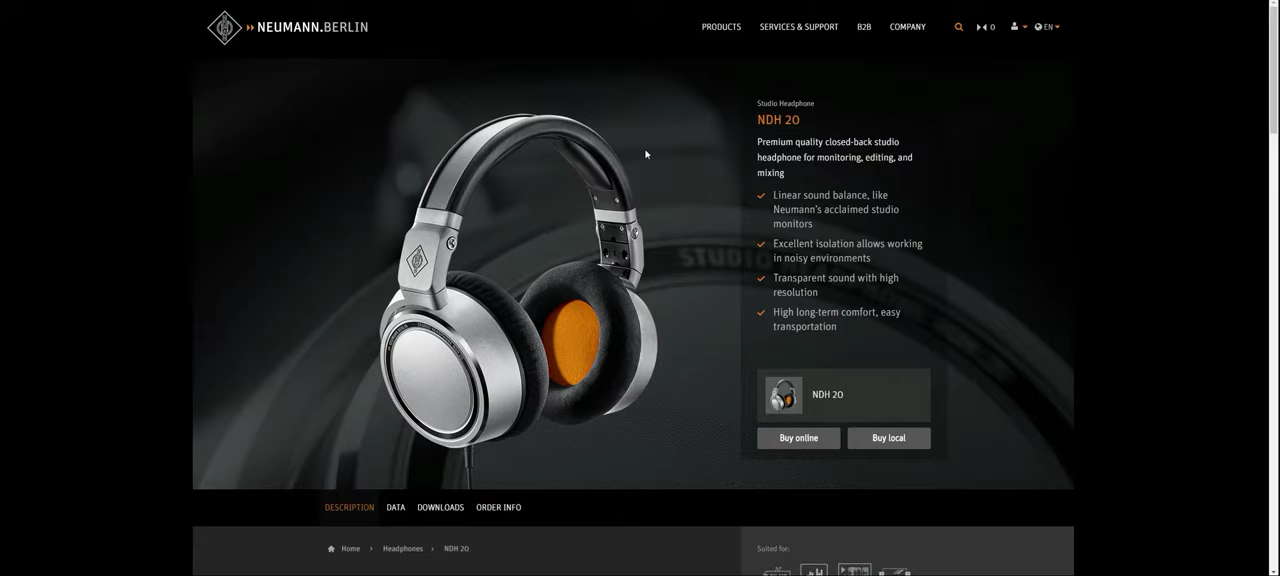 NEUMANN.BERLIN
PRODUCTS
SERVICES & SUPPORT
B2B
COMPANY
0
EN
Studio Headphone
NDH 20
Premium quality closed-back studio
headphone for monitoring, editing, and
mixing
Linear sound balance, like
Neumann's acclaimed studio
monitors
Excellent isolation allows working
in noisy environments
Transparent sound with high
resolution
High long-term comfort, easy
transportation
NDH 20
Buy online
Buy local
DESCRIPTION
DATA
DOWNLOADS
ORDER INFO
Home
Headphones
NDH 20
Suited for: